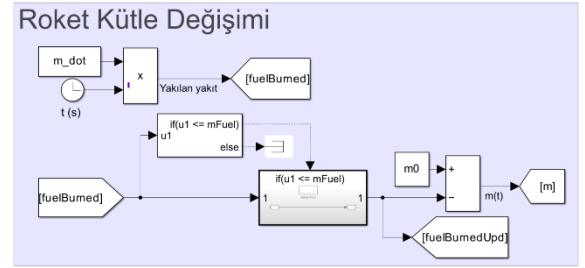 Roket Kütle Değişimi
m_dot
x
t (s)
Yakılan yakıt
[fuelBurned]
if(u1 <= mFuel)
u1
else
[fuelBurned]
if(u1 <= mFuel)
1
1
m0
+
−
m(t)
[m]
[fuelBurnedUpd]